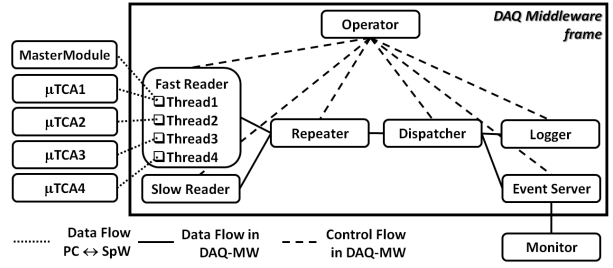 DAQ Middleware
frame
Operator
MasterModule
μTCA1
μTCA2
μTCA3
μTCA4
Fast Reader
❏Thread1
❏Thread2
❏Thread3
❏Thread4
Slow Reader
Repeater
Dispatcher
Logger
Event Server
Monitor
Data Flow
PC ↔ SpW
Data Flow in
DAQ-MW
Control Flow
in DAQ-MW